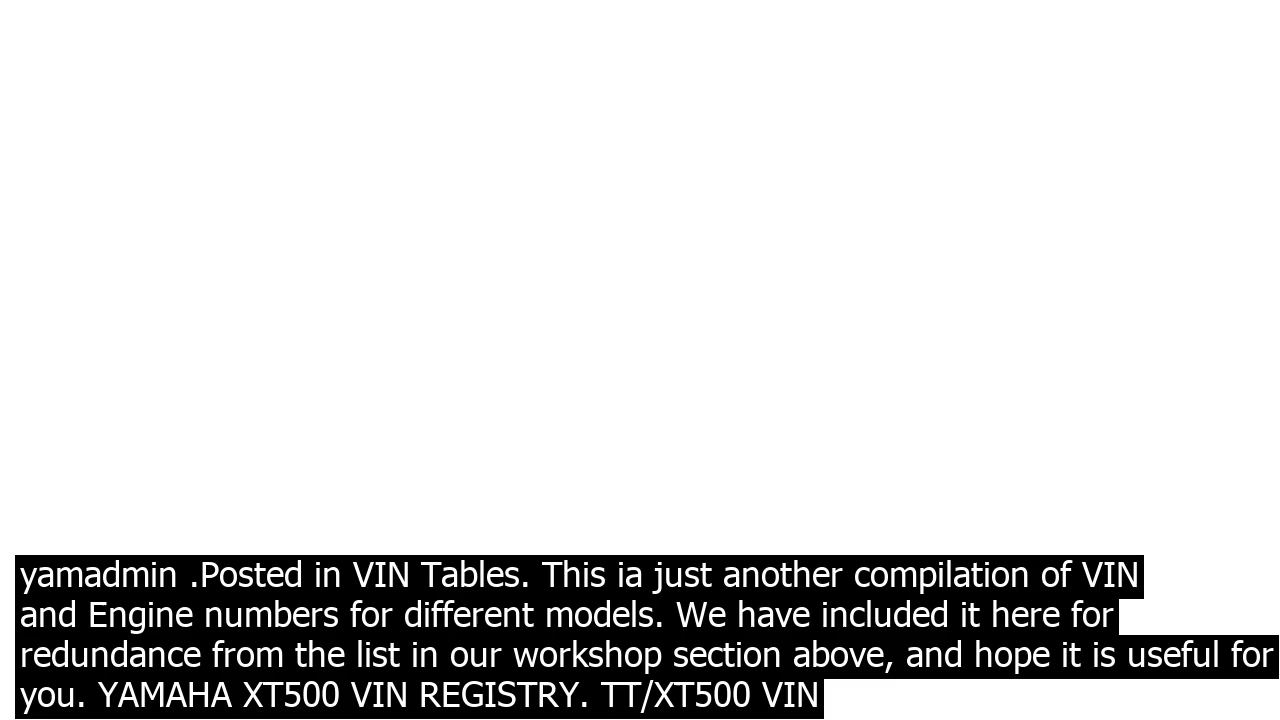 yamadmin .Posted in VIN Tables. This ia just another compilation of VIN
and Engine numbers for different models. We have included it here for
redundance from the list in our workshop section above, and hope it is useful for
you. YAMAHA XT500 VIN REGISTRY. TT/XT500 VIN